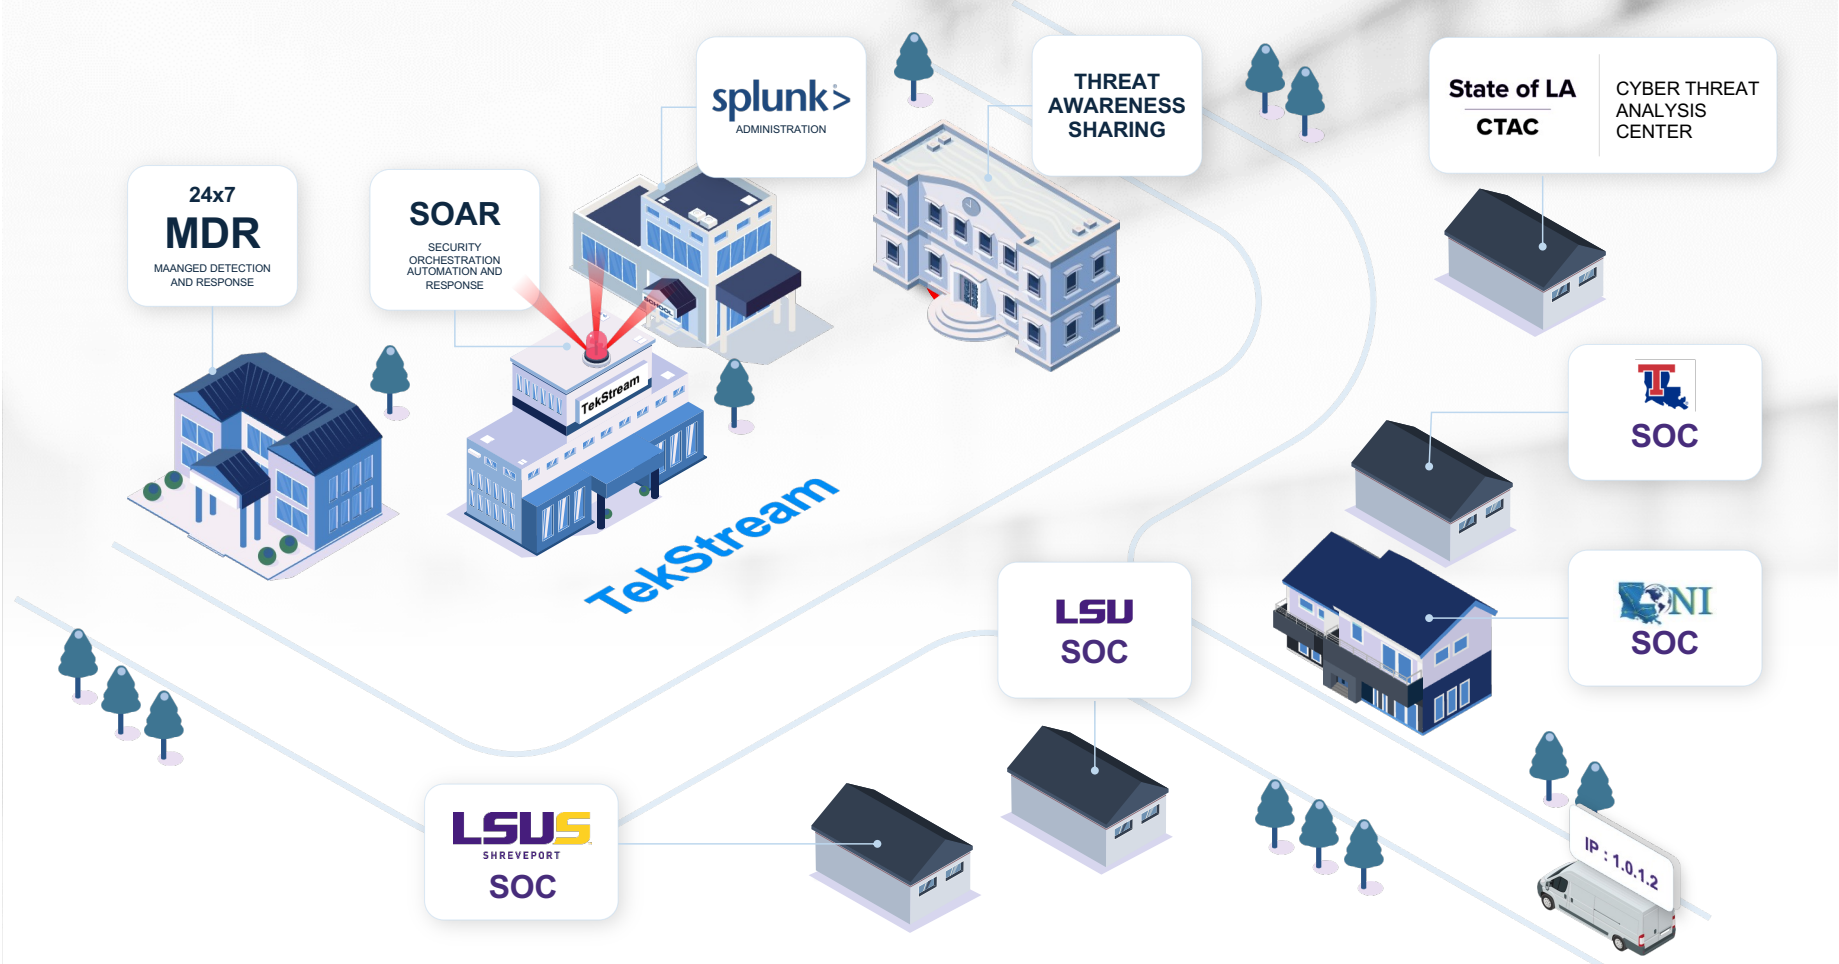 splunk>
ADMINISTRATION
THREAT
AWARENESS
SHARING
State of LA
CTAC
CYBER THREAT
ANALYSIS
CENTER
24x7
MDR
MAANGED DETECTION
AND RESPONSE
SOAR
SECURITY
ORCHESTRATION
AUTOMATION AND
RESPONSE
SCHOOL
TekStream
TekStream
T
SOC
LONI
SOC
LSU
SOC
LSUS
SHREVEPORT
SOC
IP : 1.0.1.2